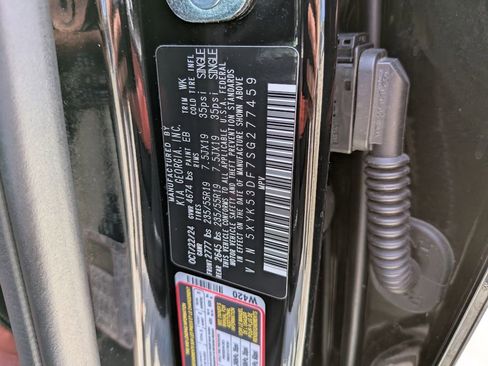 MANUFACTURED BY
KIA GEORGIA, INC.
OCT/22/24 PAINT EB TRIM WK
GVWR 4674 lbs
GAWR TIRE RIMS COLD TIRE INFL
FRONT 2777 lbs 235/55R19 7.5JX19 35psi SINGLE
REAR 2645 lbs 235/55R19 7.5JX19 35psi SINGLE
THIS VEHICLE CONFORMS TO ALL APPLICABLE U.S.A. FEDERAL
MOTOR VEHICLE SAFETY AND THEFT PREVENTION STANDARDS
IN EFFECT ON THE DATE OF MANUFACTURE SHOWN ABOVE
VIN 5XYK53DF7SG277459
MPV
W420